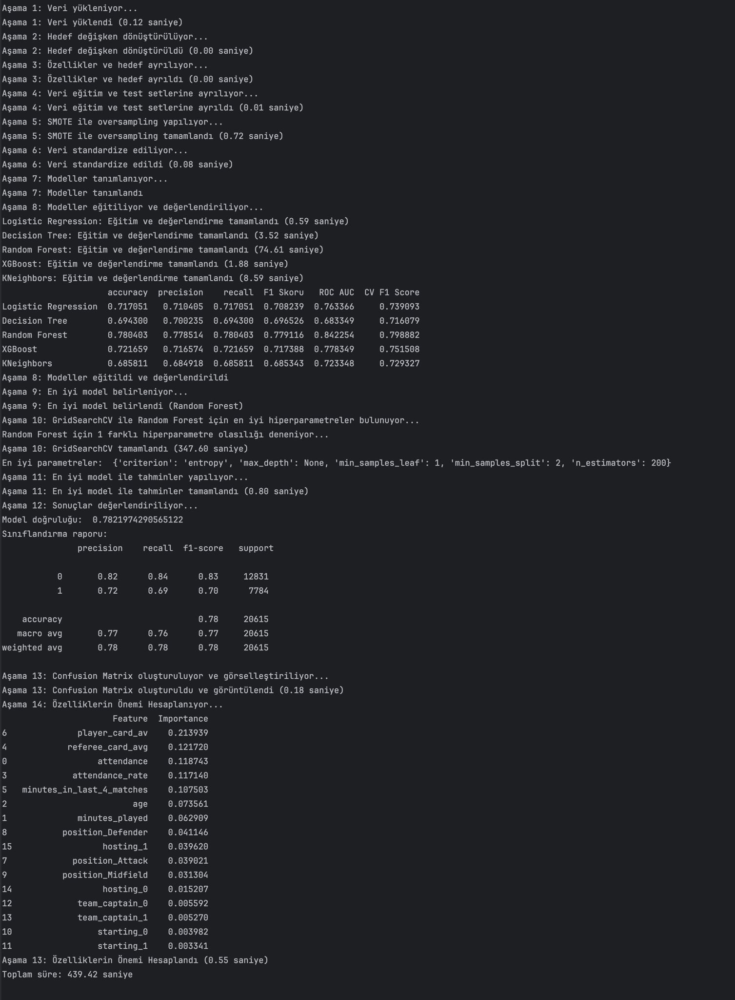 Aşama 1: Veri yükleniyor...
Aşama 1: Veri yüklendi (0.12 saniye)
Aşama 2: Hedef değişken dönüştürülüyor...
Aşama 2: Hedef değişken dönüştürüldü (0.00 saniye)
Aşama 3: Özellikler ve hedef ayrılıyor...
Aşama 3: Özellikler ve hedef ayrıldı (0.00 saniye)
Aşama 4: Veri eğitim ve test setlerine ayrılıyor...
Aşama 4: Veri eğitim ve test setlerine ayrıldı (0.01 saniye)
Aşama 5: SMOTE ile oversampling yapılıyor...
Aşama 5: SMOTE ile oversampling tamamlandı (0.72 saniye)
Aşama 6: Veri standardize ediliyor...
Aşama 6: Veri standardize edildi (0.08 saniye)
Aşama 7: Modeller tanımlanıyor...
Aşama 7: Modeller tanımlandı
Aşama 8: Modeller eğitiliyor ve değerlendiriliyor...
Logistic Regression: Eğitim ve değerlendirme tamamlandı (0.59 saniye)
Decision Tree: Eğitim ve değerlendirme tamamlandı (3.52 saniye)
Random Forest: Eğitim ve değerlendirme tamamlandı (74.61 saniye)
XGBoost: Eğitim ve değerlendirme tamamlandı (1.88 saniye)
KNeighbors: Eğitim ve değerlendirme tamamlandı (8.59 saniye)
accuracy precision recall F1 Skoru ROC AUC CV F1 Score
Logistic Regression 0.717051 0.710405 0.717051 0.708239 0.763366 0.739093
Decision Tree 0.694300 0.700235 0.694300 0.696526 0.683349 0.716079
Random Forest 0.780403 0.778514 0.780403 0.779116 0.842254 0.798882
XGBoost 0.721659 0.716574 0.721659 0.717388 0.778349 0.751508
KNeighbors 0.685811 0.684918 0.685811 0.685343 0.723348 0.729327
Aşama 8: Modeller eğitildi ve değerlendirildi
Aşama 9: En iyi model belirleniyor...
Aşama 9: En iyi model belirlendi (Random Forest)
Aşama 10: GridSearchCV ile Random Forest için en iyi hiperparametreler bulunuyor...
Random Forest için 1 farklı hiperparametre olasılığı deneniyor...
Aşama 10: GridSearchCV tamamlandı (347.60 saniye)
En iyi parametreler: {'criterion': 'entropy', 'max_depth': None, 'min_samples_leaf': 1, 'min_samples_split': 2, 'n_estimators': 200}
Aşama 11: En iyi model ile tahminler yapılıyor...
Aşama 11: En iyi model ile tahminler tamamlandı (0.80 saniye)
Aşama 12: Sonuçlar değerlendiriliyor...
Model doğruluğu: 0.7821974290565122
Sınıflandırma raporu:
precision recall f1-score support
0 0.82 0.84 0.83 12831
1 0.72 0.69 0.70 7784
accuracy 0.78 20615
macro avg 0.77 0.76 0.77 20615
weighted avg 0.78 0.78 0.78 20615
Aşama 13: Confusion Matrix oluşturuluyor ve görselleştiriliyor...
Aşama 13: Confusion Matrix oluşturuldu ve görüntülendi (0.18 saniye)
Aşama 14: Özelliklerin Önemi Hesaplanıyor...
Feature Importance
6 player_card_av 0.213939
4 referee_card_avg 0.121720
0 attendance 0.118743
3 attendance_rate 0.117140
5 minutes_in_last_4_matches 0.107503
2 age 0.073561
1 minutes_played 0.062909
8 position_Defender 0.041146
15 hosting_1 0.039620
7 position_Attack 0.039021
9 position_Midfield 0.031304
14 hosting_0 0.015207
12 team_captain_0 0.005592
13 team_captain_1 0.005270
10 starting_0 0.003982
11 starting_1 0.003341
Aşama 13: Özelliklerin Önemi Hesaplandı (0.55 saniye)
Toplam süre: 439.42 saniye